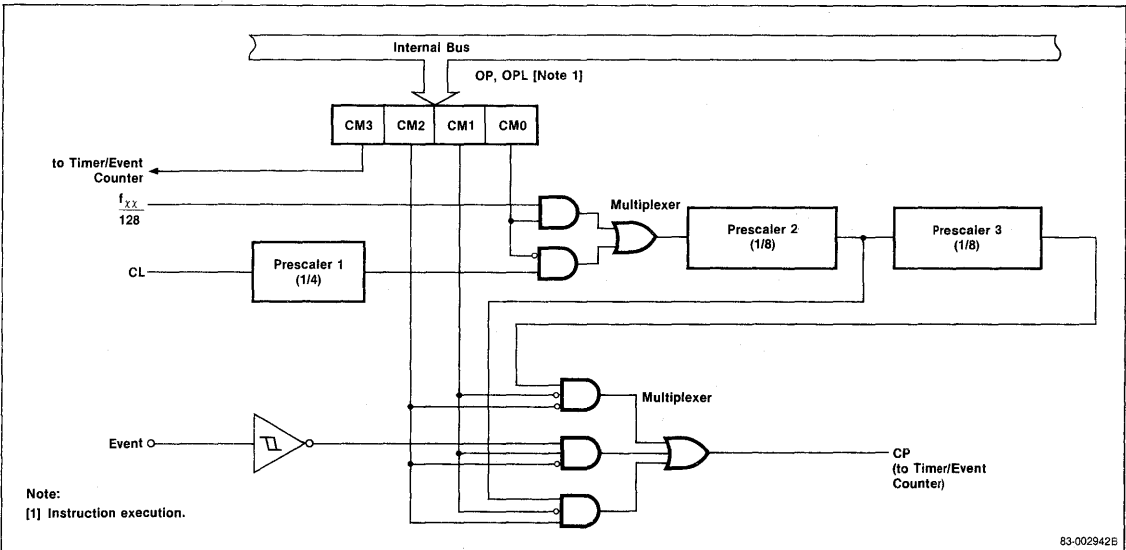 Internal Bus
OP, OPL [Note 1]
CM3 CM2 CM1 CM0
to Timer/Event
Counter
fχχ
128
Multiplexer
Prescaler 2
(1/8)
Prescaler 3
(1/8)
CL
Prescaler 1
(1/4)
Multiplexer
Event
CP
(to Timer/Event
Counter)
Note:
[1] Instruction execution.
83-002942B